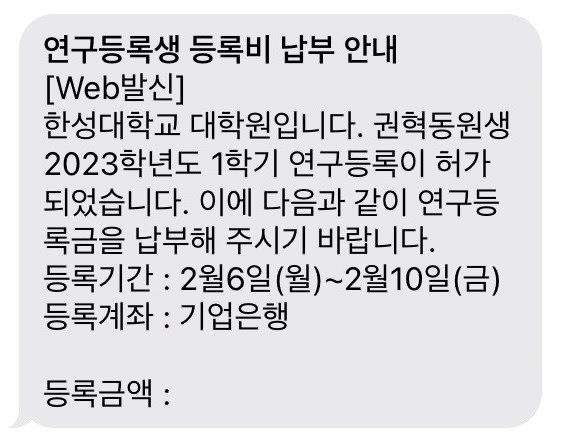 연구등록생 등록비 납부 안내
[Web발신]
한성대학교 대학원입니다. 권혁동원생
2023학년도 1학기 연구등록이 허가
되었습니다. 이에 다음과 같이 연구등
록금을 납부해 주시기 바랍니다.
등록기간 : 2월6일(월)~2월10일(금)
등록계좌 : 기업은행
등록금액 :